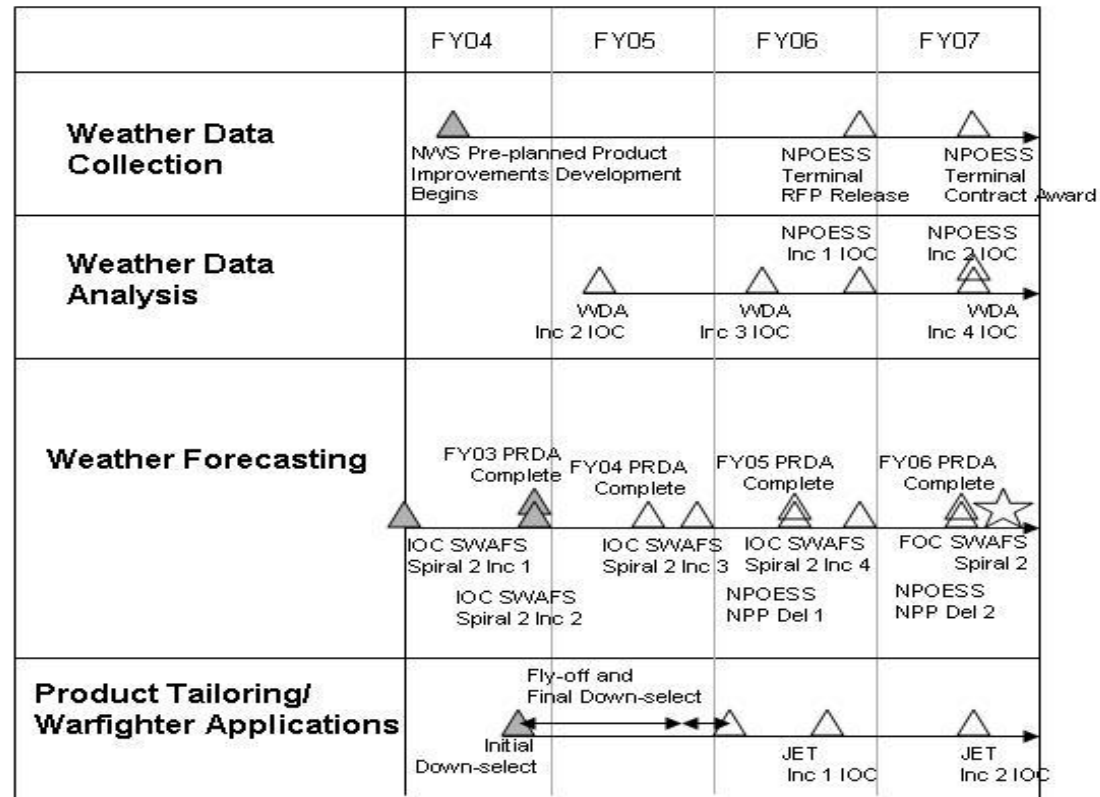 FY04 FY05 FY06 FY07
Weather Data
Collection
NWS Pre-planned Product
Improvements Development
Begins
NPOESS
Terminal
RFP Release
NPOESS
Terminal
Contract Award
Weather Data
Analysis
NPOESS
Inc 1 IOC
NPOESS
Inc 2 IOC
WDA
Inc 2 IOC
WDA
Inc 3 IOC
WDA
Inc 4 IOC
Weather Forecasting
FY03 PRDA
Complete
FY04 PRDA
Complete
FY05 PRDA
Complete
FY06 PRDA
Complete
IOC SWAFS
Spiral 2 Inc 1
IOC SWAFS
Spiral 2 Inc 2
IOC SWAFS
Spiral 2 Inc 3
IOC SWAFS
Spiral 2 Inc 4
NPOESS
NPP Del 1
FOC SWAFS
Spiral 2
NPOESS
NPP Del 2
Product Tailoring/
Warfighter Applications
Fly-off and
Final Down-select
Initial
Down-select
JET
Inc 1 IOC
JET
Inc 2 IOC